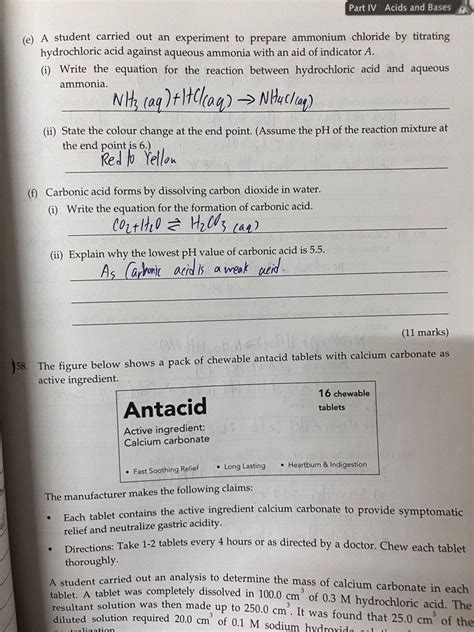 Part IV Acids and Bases
(e) A student carried out an experiment to prepare ammonium chloride by titrating
hydrochloric acid against aqueous ammonia with an aid of indicator A.
(i) Write the equation for the reaction between hydrochloric acid and aqueous
ammonia.
NH3 (aq) + HCl(aq) → NH4Cl(aq)
(ii) State the colour change at the end point. (Assume the pH of the reaction mixture at
the end point is 6.)
Red to Yellow
(f) Carbonic acid forms by dissolving carbon dioxide in water.
(i) Write the equation for the formation of carbonic acid.
CO2 + H2O ⇌ H2CO3 (aq)
(ii) Explain why the lowest pH value of carbonic acid is 5.5.
As Carbonic acid is a weak acid.
(11 marks)
58. The figure below shows a pack of chewable antacid tablets with calcium carbonate as
active ingredient.
Antacid
16 chewable
tablets
Active ingredient:
Calcium carbonate
• Fast Soothing Relief • Long Lasting • Heartburn & Indigestion
The manufacturer makes the following claims:
• Each tablet contains the active ingredient calcium carbonate to provide symptomatic
relief and neutralize gastric acidity.
• Directions: Take 1-2 tablets every 4 hours or as directed by a doctor. Chew each tablet
thoroughly.
A student carried out an analysis to determine the mass of calcium carbonate in each
tablet. A tablet was completely dissolved in 100.0 cm³ of 0.3 M hydrochloric acid. The
resultant solution was then made up to 250.0 cm³. It was found that 25.0 cm³ of the
diluted solution required 20.0 cm³ of 0.1 M sodium hydroxide